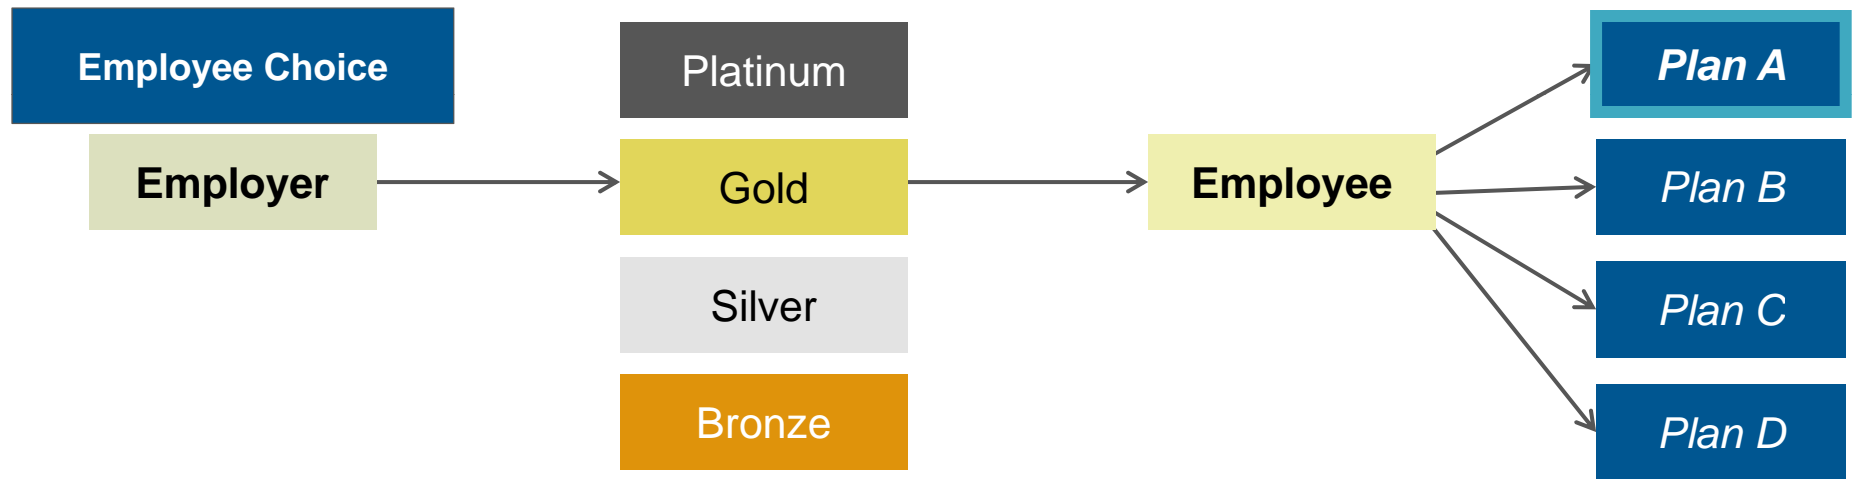 Employee Choice
Employer
Platinum
Gold
Silver
Bronze
Employee
Plan A
Plan B
Plan C
Plan D